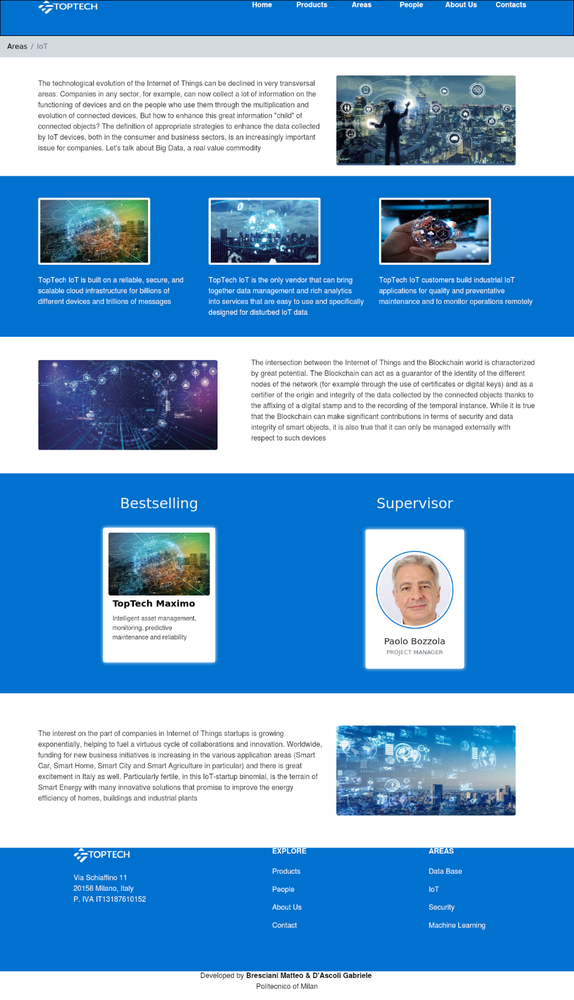 TOPTECH
Home Products Areas People About Us Contacts
Areas / IoT
The technological evolution of the Internet of Things can be declined in very transversal
areas. Companies in any sector, for example, can now collect a lot of information on the
functioning of devices and on the people who use them through the multiplication and
evolution of connected devices. But how to enhance this great information "child" of
connected objects? The definition of appropriate strategies to enhance the data collected
by IoT devices, both in the consumer and business sectors, is an increasingly important
issue for companies. Let's talk about Big Data, a real value commodity
TopTech IoT is built on a reliable, secure, and
scalable cloud infrastructure for billions of
different devices and trillions of messages
TopTech IoT is the only vendor that can bring
together data management and rich analytics
into services that are easy to use and specifically
designed for disturbed IoT data
IOT
TopTech IoT customers build industrial IoT
applications for quality and preventative
maintenance and to monitor operations remotely
The intersection between the Internet of Things and the Blockchain world is characterized
by great potential. The Blockchain can act as a guarantor of the identity of the different
nodes of the network (for example through the use of certificates or digital keys) and as a
certifier of the origin and integrity of the data collected by the connected objects thanks to
the affixing of a digital stamp and to the recording of the temporal instance. While it is true
that the Blockchain can make significant contributions in terms of security and data
integrity of smart objects, it is also true that it can only be managed externally with
respect to such devices
Bestselling
TopTech Maximo
Intelligent asset management,
monitoring, predictive
maintenance and reliability
Supervisor
Paolo Bozzola
PROJECT MANAGER
The interest on the part of companies in Internet of Things startups is growing
exponentially, helping to fuel a virtuous cycle of collaborations and innovation. Worldwide,
funding for new business initiatives is increasing in the various application areas (Smart
Car, Smart Home, Smart City and Smart Agriculture in particular) and there is great
excitement in Italy as well. Particularly fertile, in this IoT-startup binomial, is the terrain of
Smart Energy with many innovative solutions that promise to improve the energy
efficiency of homes, buildings and industrial plants
TOPTECH
Via Schiaffino 11
20158 Milano, Italy
P. IVA IT13187610152
EXPLORE
Products
People
About Us
Contact
AREAS
Data Base
IoT
Security
Machine Learning
Developed by Bresciani Matteo & D'Ascoli Gabriele
Politecnico of Milan